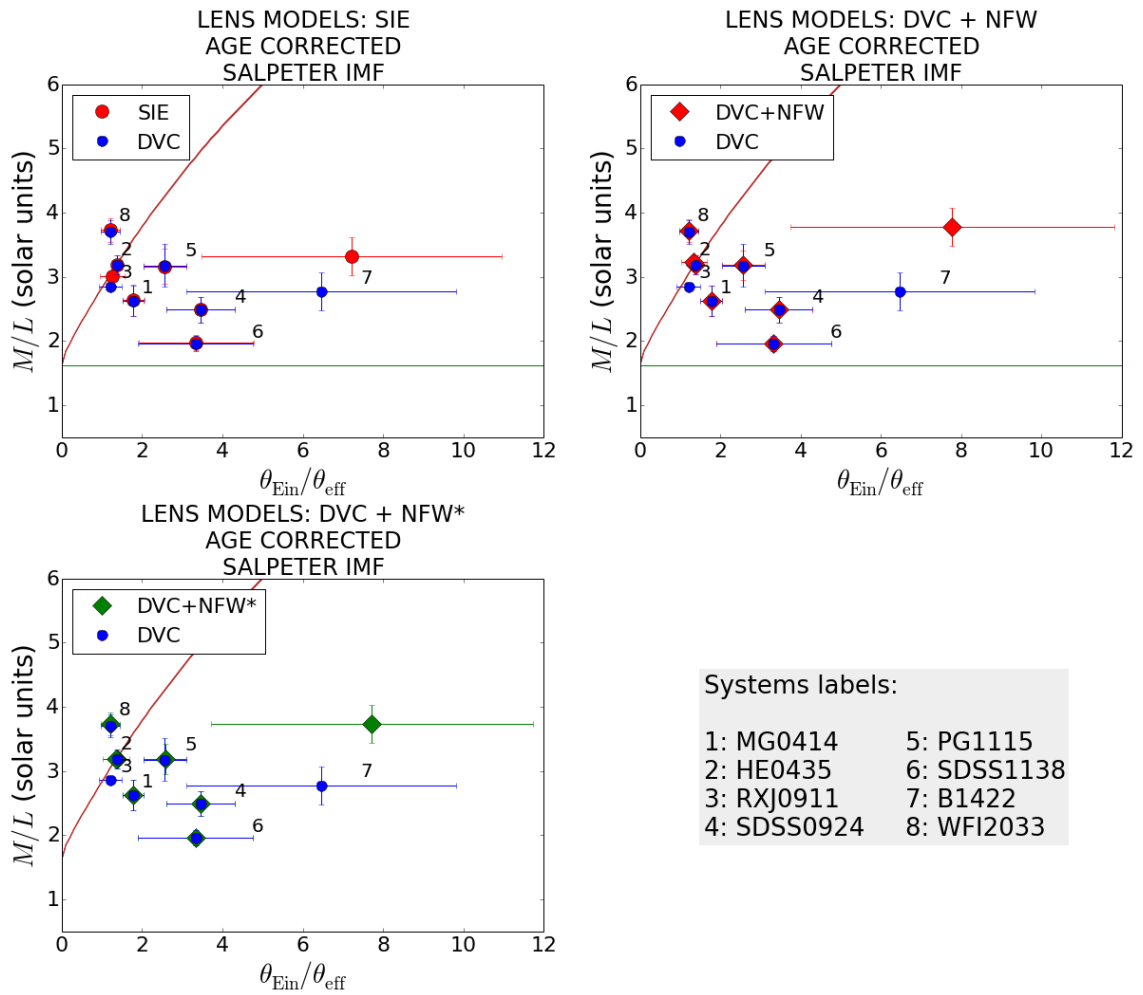 LENS MODELS: SIE
AGE CORRECTED
SALPETER IMF
6
5
4
3
2
1
M/L (solar units)
SIE
DVC
8
2
3
1
5
4
6
7
0 2 4 6 8 10 12
θEin/θeff
LENS MODELS: DVC + NFW
AGE CORRECTED
SALPETER IMF
6
5
4
3
2
1
M/L (solar units)
DVC+NFW
DVC
8
2
3
1
5
4
6
7
0 2 4 6 8 10 12
θEin/θeff
LENS MODELS: DVC + NFW*
AGE CORRECTED
SALPETER IMF
6
5
4
3
2
1
M/L (solar units)
DVC+NFW*
DVC
8
2
3
1
5
4
6
7
0 2 4 6 8 10 12
θEin/θeff
Systems labels:
1: MG0414 5: PG1115
2: HE0435 6: SDSS1138
3: RXJ0911 7: B1422
4: SDSS0924 8: WFI2033